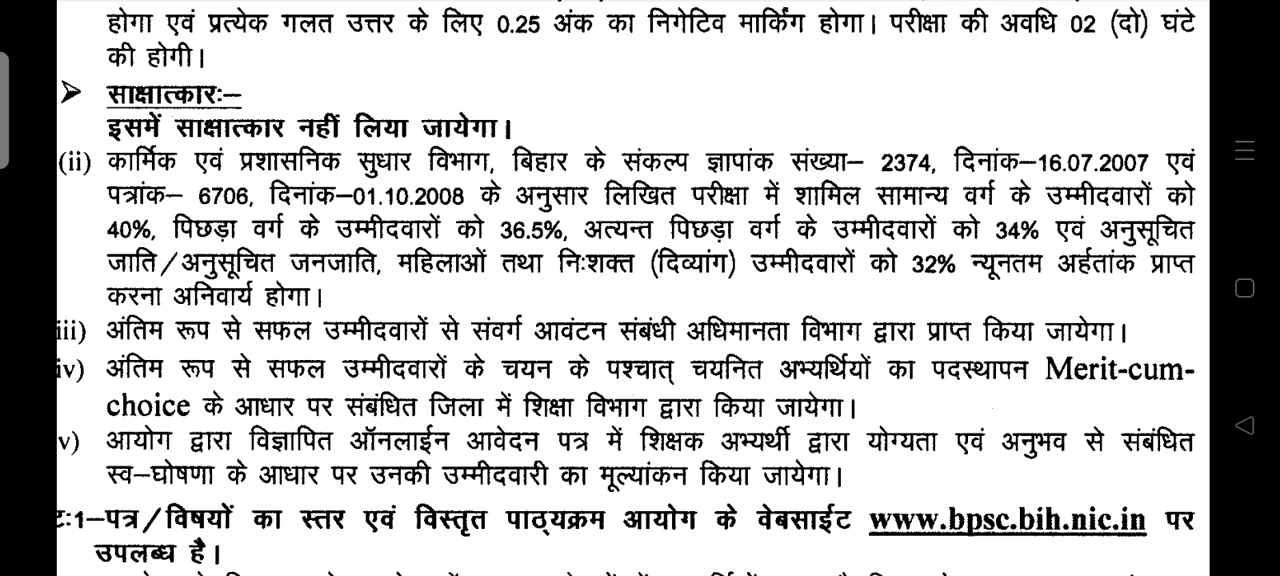 होगा एवं प्रत्येक गलत उत्तर के लिए 0.25 अंक का निगेटिव मार्किंग होगा। परीक्षा की अवधि 02 (दो) घंटे
की होगी।
➤ साक्षात्कारः–
इसमें साक्षात्कार नहीं लिया जायेगा।
(ii) कार्मिक एवं प्रशासनिक सुधार विभाग, बिहार के संकल्प ज्ञापांक संख्या– 2374, दिनांक–16.07.2007 एवं
पत्रांक– 6706, दिनांक–01.10.2008 के अनुसार लिखित परीक्षा में शामिल सामान्य वर्ग के उम्मीदवारों को
40%, पिछड़ा वर्ग के उम्मीदवारों को 36.5%, अत्यन्त पिछड़ा वर्ग के उम्मीदवारों को 34% एवं अनुसूचित
जाति/अनुसूचित जनजाति, महिलाओं तथा निःशक्त (दिव्यांग) उम्मीदवारों को 32% न्यूनतम अर्हतांक प्राप्त
करना अनिवार्य होगा।
iii) अंतिम रूप से सफल उम्मीदवारों से संवर्ग आवंटन संबंधी अधिमानता विभाग द्वारा प्राप्त किया जायेगा।
iv) अंतिम रूप से सफल उम्मीदवारों के चयन के पश्चात् चयनित अभ्यर्थियों का पदस्थापन Merit-cum-
choice के आधार पर संबंधित जिला में शिक्षा विभाग द्वारा किया जायेगा।
v) आयोग द्वारा विज्ञापित ऑनलाईन आवेदन पत्र में शिक्षक अभ्यर्थी द्वारा योग्यता एवं अनुभव से संबंधित
स्व–घोषणा के आधार पर उनकी उम्मीदवारी का मूल्यांकन किया जायेगा।
टः1–पत्र/विषयों का स्तर एवं विस्तृत पाठ्यक्रम आयोग के वेबसाईट www.bpsc.bih.nic.in पर
उपलब्ध है।